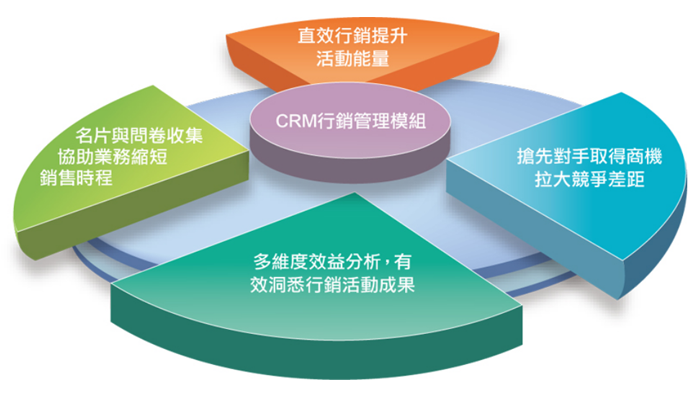 直效行銷提升
活動能量
CRM行銷管理模組
名片與問卷收集
協助業務縮短
銷售時程
搶先對手取得商機
拉大競爭差距
多維度效益分析，有
效洞悉行銷活動成果